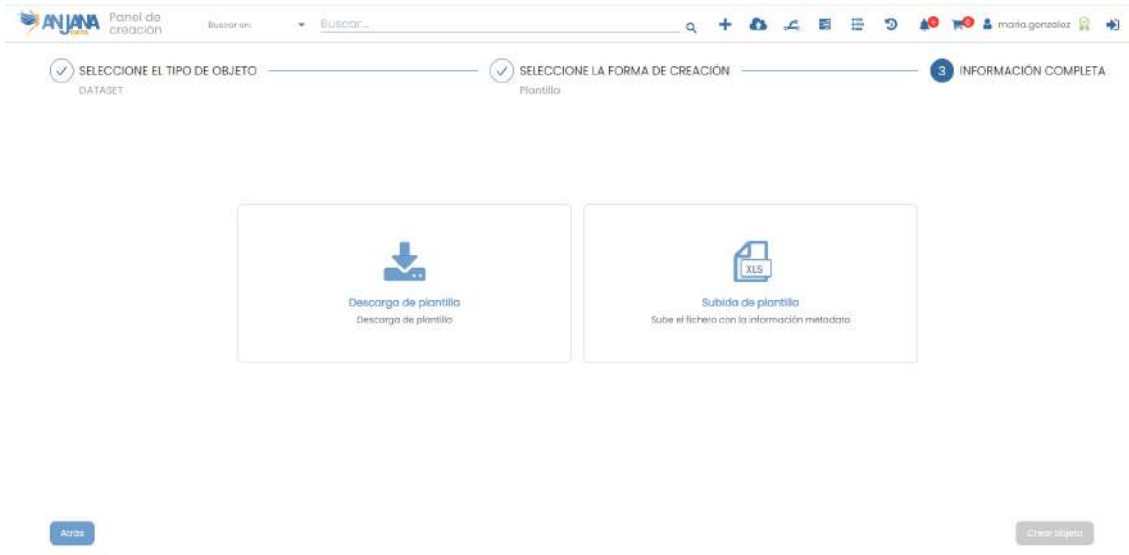 ANJANA
DATA
Panel de
creación
Buscar en:
Buscar...
maria.gonzalez
SELECCIONE EL TIPO DE OBJETO
DATASET
SELECCIONE LA FORMA DE CREACIÓN
Plantilla
3
INFORMACIÓN COMPLETA
XLS
Descarga de plantilla
Descarga de plantilla
Subida de plantilla
Sube el fichero con la información metadato
Atrás
Crear objeto